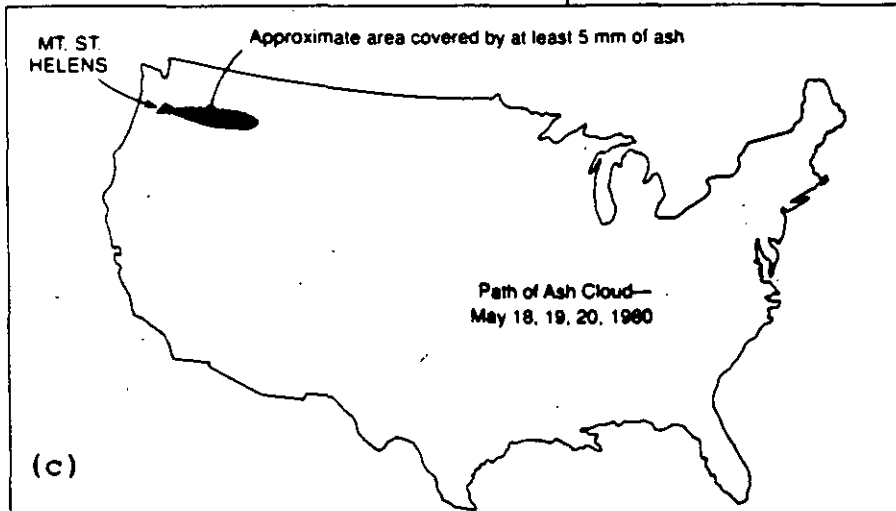 MT. ST.
HELENS
Approximate area covered by at least 5 mm of ash
Path of Ash Cloud—
May 18, 19, 20, 1980
(c)